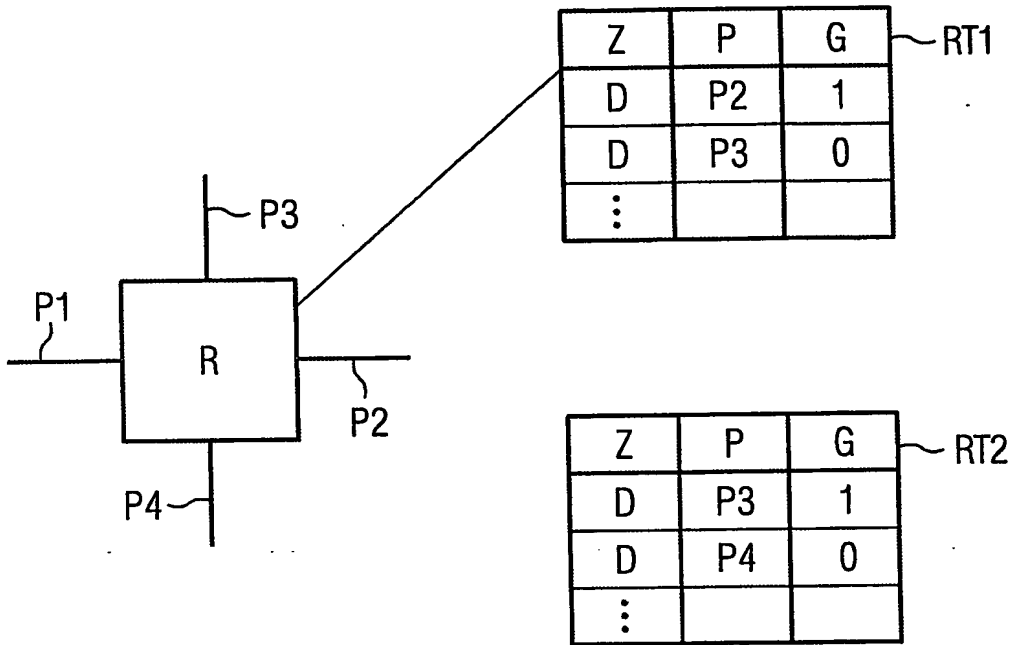 Z P G RT1
D P2 1
D P3 0
⋮
P3
P1
R
P2
P4
Z P G RT2
D P3 1
D P4 0
⋮